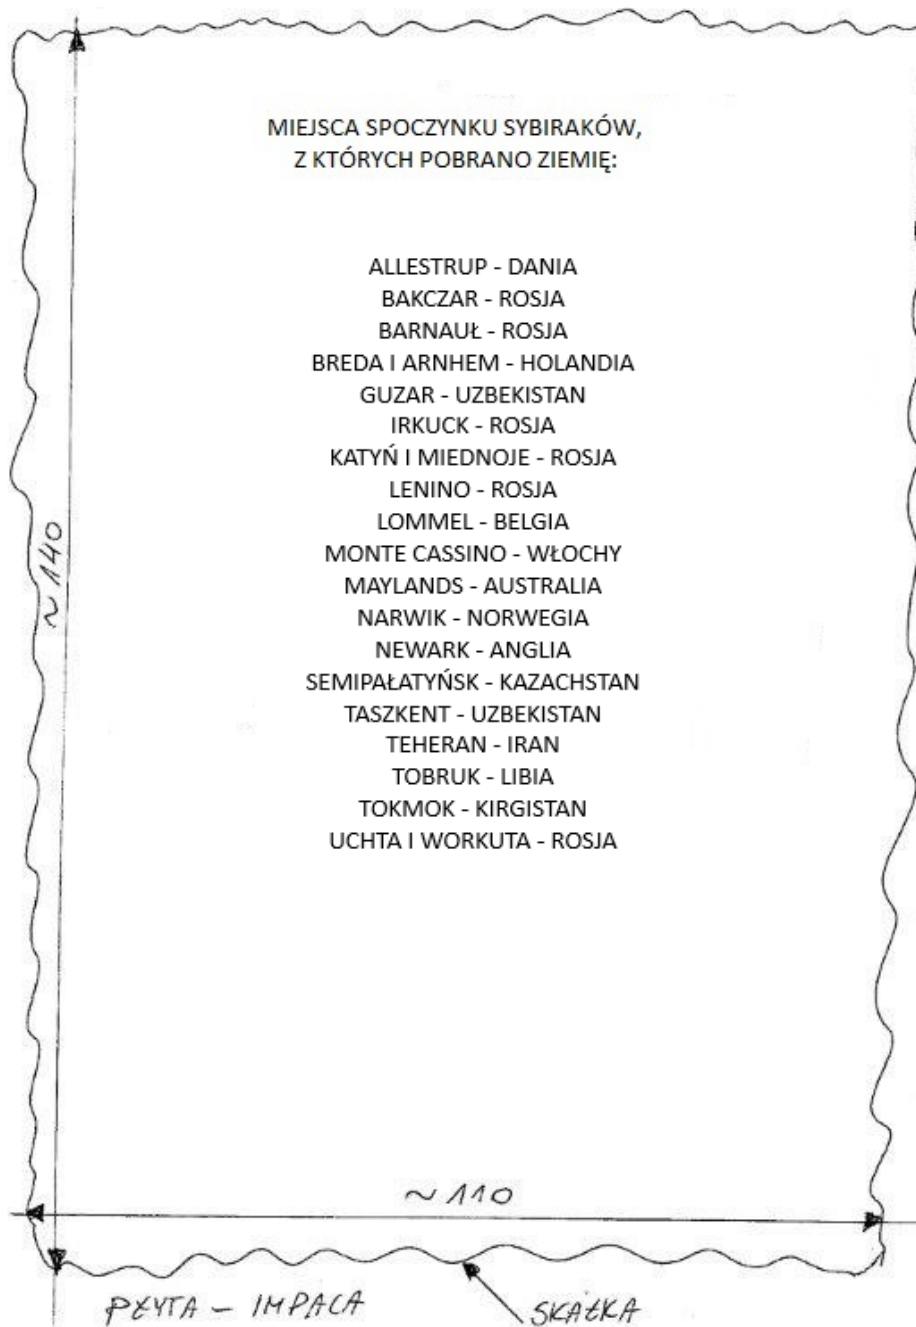 MIEJSCA SPOCZYNKU SYBIRAKÓW,
Z KTÓRYCH POBRANO ZIEMIĘ:
ALLESTRUP - DANIA
BAKCZAR - ROSJA
BARNAUŁ - ROSJA
BREDA I ARNHEM - HOLANDIA
GUZAR - UZBEKISTAN
IRKUCK - ROSJA
KATYŃ I MIEDNOJE - ROSJA
LENINO - ROSJA
LOMMEL - BELGIA
MONTE CASSINO - WŁOCHY
MAYLANDS - AUSTRALIA
NARWIK - NORWEGIA
NEWARK - ANGLIA
SEMIPAŁATYŃSK - KAZACHSTAN
TASZKENT - UZBEKISTAN
TEHERAN - IRAN
TOBRUK - LIBIA
TOKMOK - KIRGISTAN
UCHTA I WORKUTA - ROSJA
~ 140
~ 110
PŁYTA - IMPALA
SKAŁKA